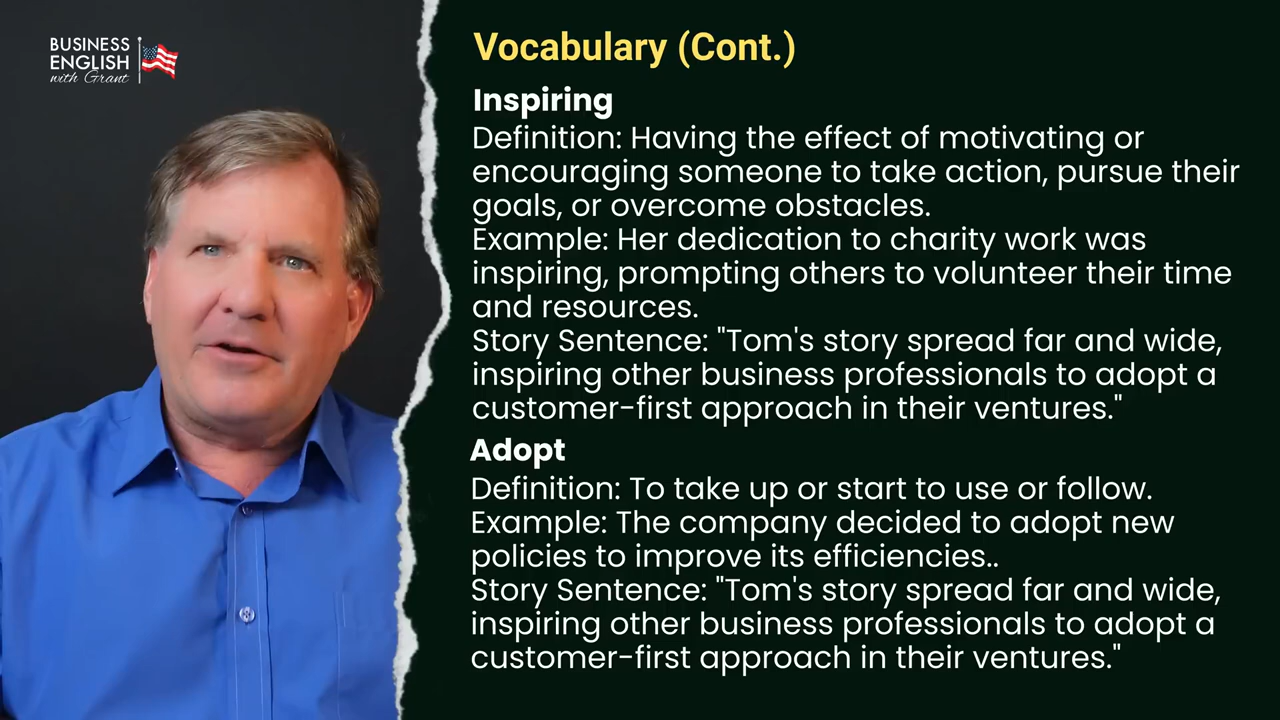 BUSINESS
ENGLISH
with Grant
Vocabulary (Cont.)
Inspiring
Definition: Having the effect of motivating or
encouraging someone to take action, pursue their
goals, or overcome obstacles.
Example: Her dedication to charity work was
inspiring, prompting others to volunteer their time
and resources.
Story Sentence: "Tom's story spread far and wide,
inspiring other business professionals to adopt a
customer-first approach in their ventures."
Adopt
Definition: To take up or start to use or follow.
Example: The company decided to adopt new
policies to improve its efficiencies..
Story Sentence: "Tom's story spread far and wide,
inspiring other business professionals to adopt a
customer-first approach in their ventures."